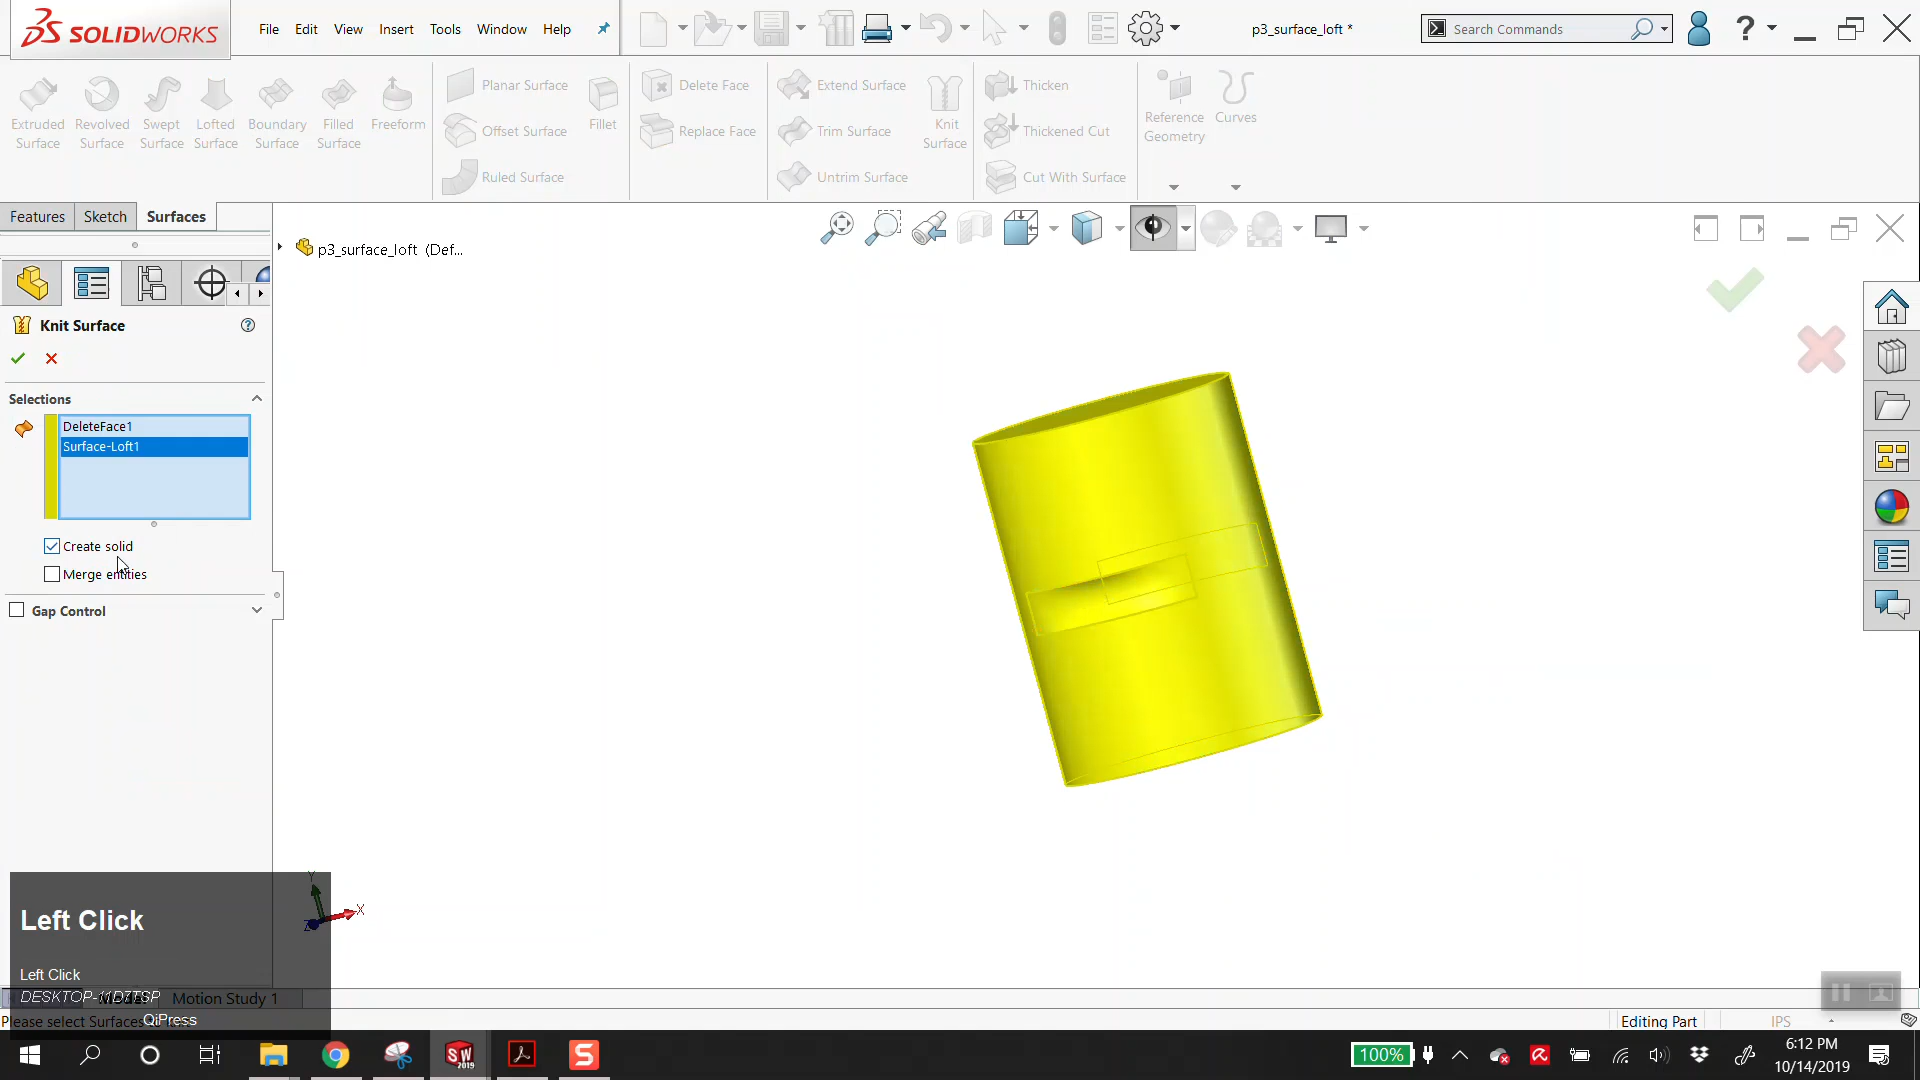 SOLIDWORKS
File Edit View Insert Tools Window Help
p3_surface_loft *
Search Commands
Extruded Surface
Revolved Surface
Swept Surface
Lofted Surface
Boundary Surface
Filled Surface
Freeform
Planar Surface
Offset Surface
Ruled Surface
Fillet
Delete Face
Replace Face
Extend Surface
Trim Surface
Untrim Surface
Knit Surface
Thicken
Thickened Cut
Cut With Surface
Reference Geometry
Curves
Features Sketch Surfaces
p3_surface_loft (Def...
Knit Surface
Selections
DeleteFace1
Surface-Loft1
Create solid
Merge entities
Gap Control
Y
X
Z
Left Click
Left Click
DESKTOP-11D7TSP
QiPress
Motion Study 1
Please select Surfaces
Editing Part
IPS
SW
2019
S
100%
6:12 PM
10/14/2019